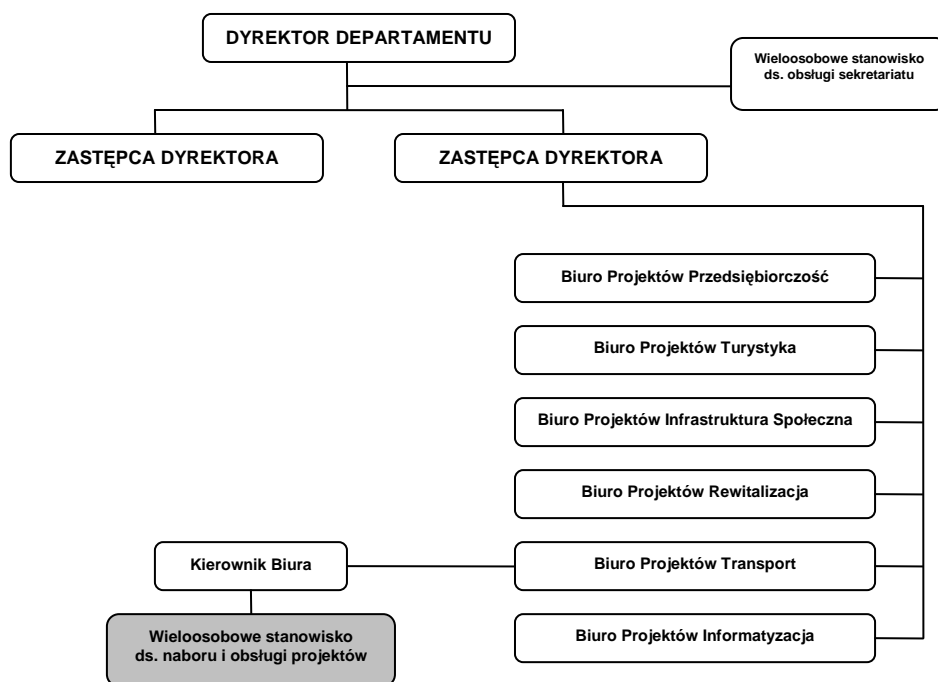 DYREKTOR DEPARTAMENTU
Wieloosobowe stanowisko
ds. obsługi sekretariatu
ZASTĘPCA DYREKTORA
ZASTĘPCA DYREKTORA
Biuro Projektów Przedsiębiorczość
Biuro Projektów Turystyka
Biuro Projektów Infrastruktura Społeczna
Biuro Projektów Rewitalizacja
Kierownik Biura
Biuro Projektów Transport
Wieloosobowe stanowisko
ds. naboru i obsługi projektów
Biuro Projektów Informatyzacja